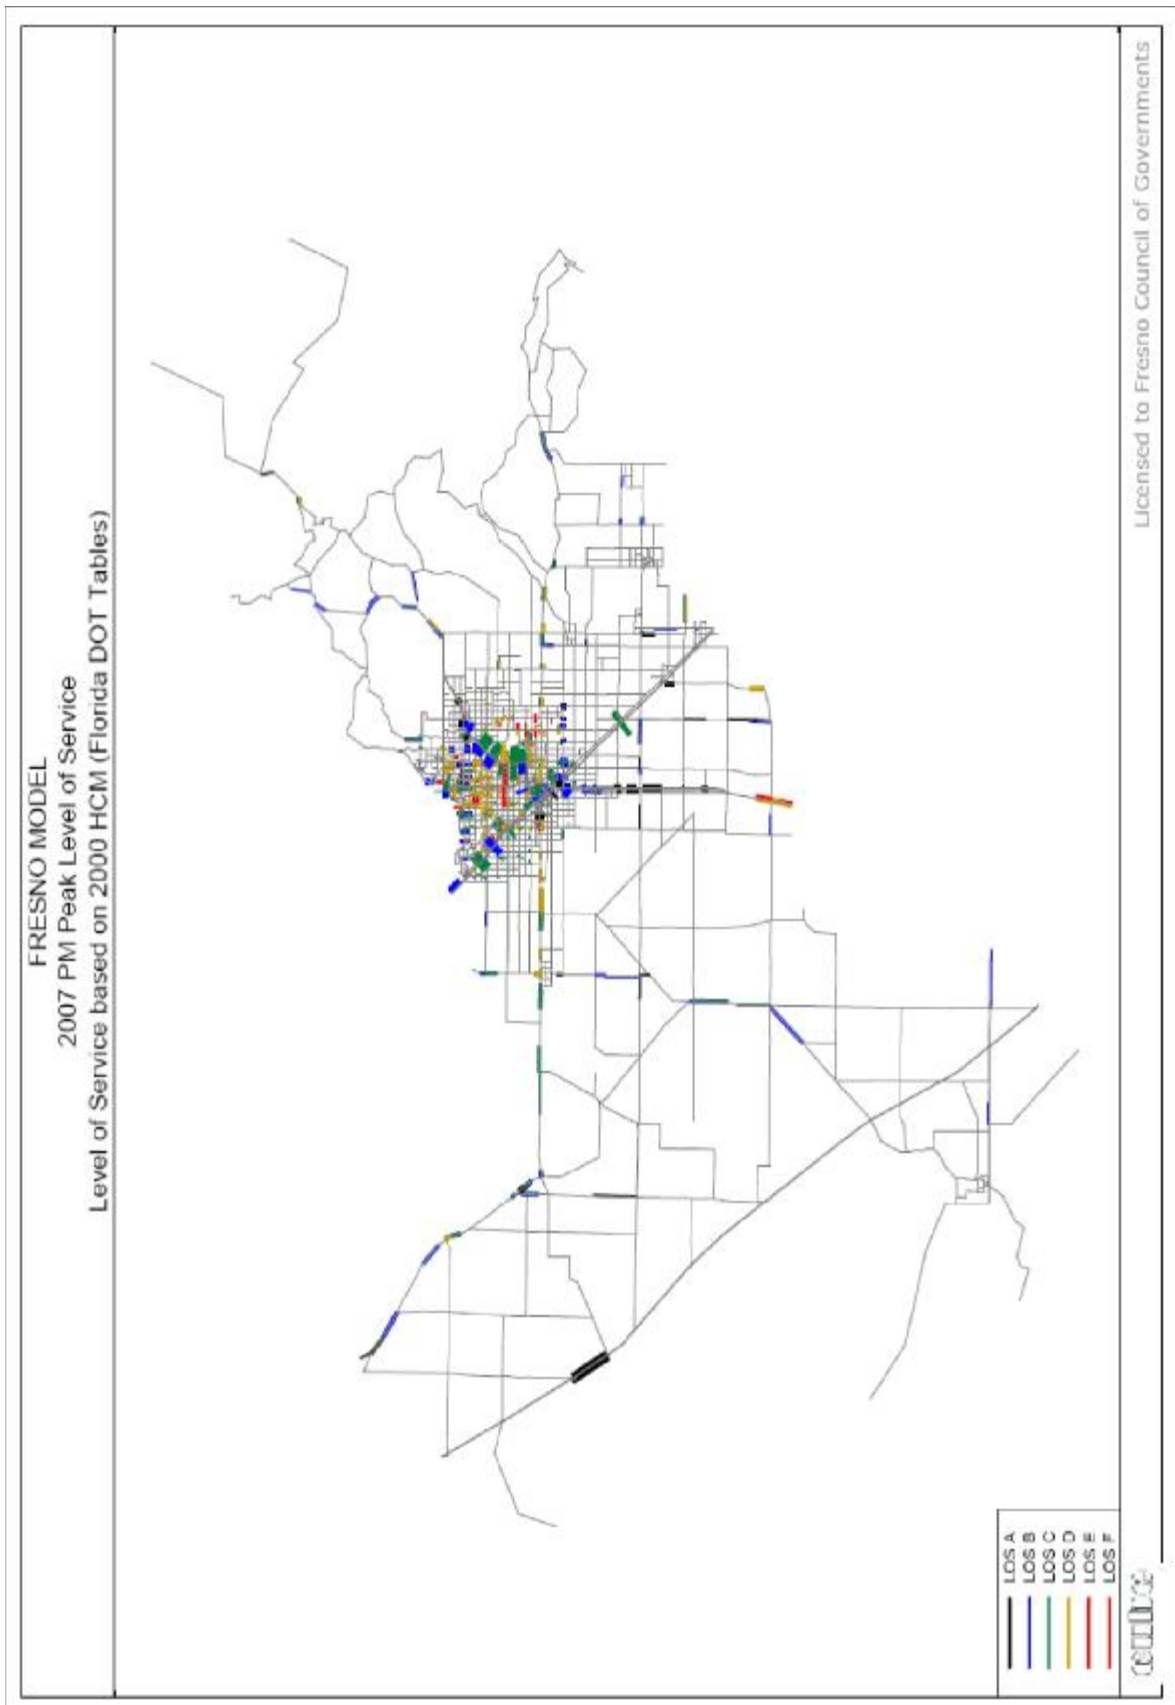 FRESNO MODEL
2007 PM Peak Level of Service
Level of Service based on 2000 HCM (Florida DOT Tables)
LOS A
LOS B
LOS C
LOS D
LOS E
LOS F
Licensed to Fresno Council of Governments